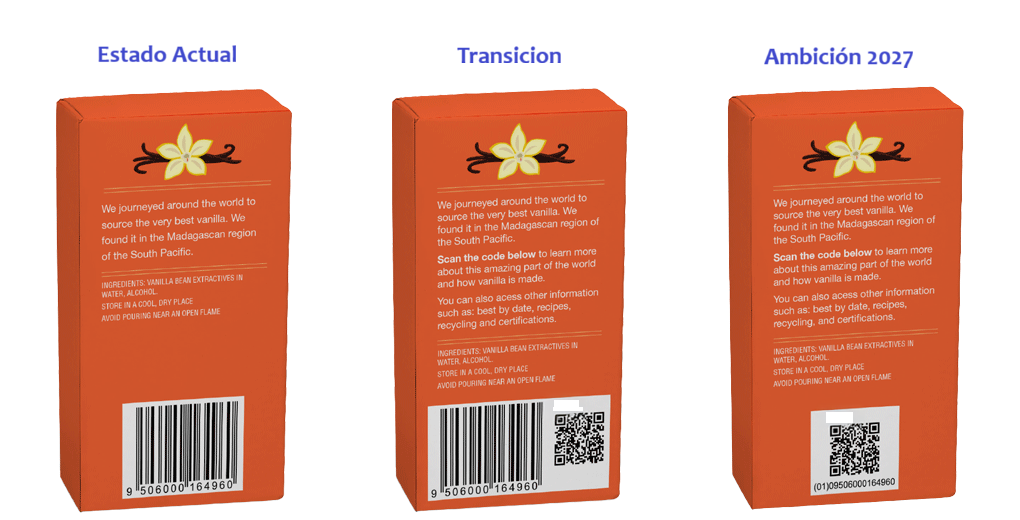 Estado Actual
We journeyed around the world to
source the very best vanilla. We
found it in the Madagascan region
of the South Pacific.
INGREDIENTS: VANILLA BEAN EXTRACTIVES IN
WATER, ALCOHOL.
STORE IN A COOL, DRY PLACE
AVOID POURING NEAR AN OPEN FLAME
9 506000 164960
Transicion
We journeyed around the world to
source the very best vanilla. We
found it in the Madagascan region of
the South Pacific.
Scan the code below to learn more
about this amazing part of the world
and how vanilla is made.
You can also acess other information
such as: best by date, recipes,
recycling and certifications.
INGREDIENTS: VANILLA BEAN EXTRACTIVES IN
WATER, ALCOHOL.
STORE IN A COOL, DRY PLACE
AVOID POURING NEAR AN OPEN FLAME
9 506000 164960
Ambición 2027
We journeyed around the world to
source the very best vanilla. We
found it in the Madagascan region of
the South Pacific.
Scan the code below to learn more
about this amazing part of the world
and how vanilla is made.
You can also acess other information
such as: best by date, recipes,
recycling, and certifications.
INGREDIENTS: VANILLA BEAN EXTRACTIVES IN
WATER, ALCOHOL.
STORE IN A COOL, DRY PLACE
AVOID POURING NEAR AN OPEN FLAME
(01)09506000164960